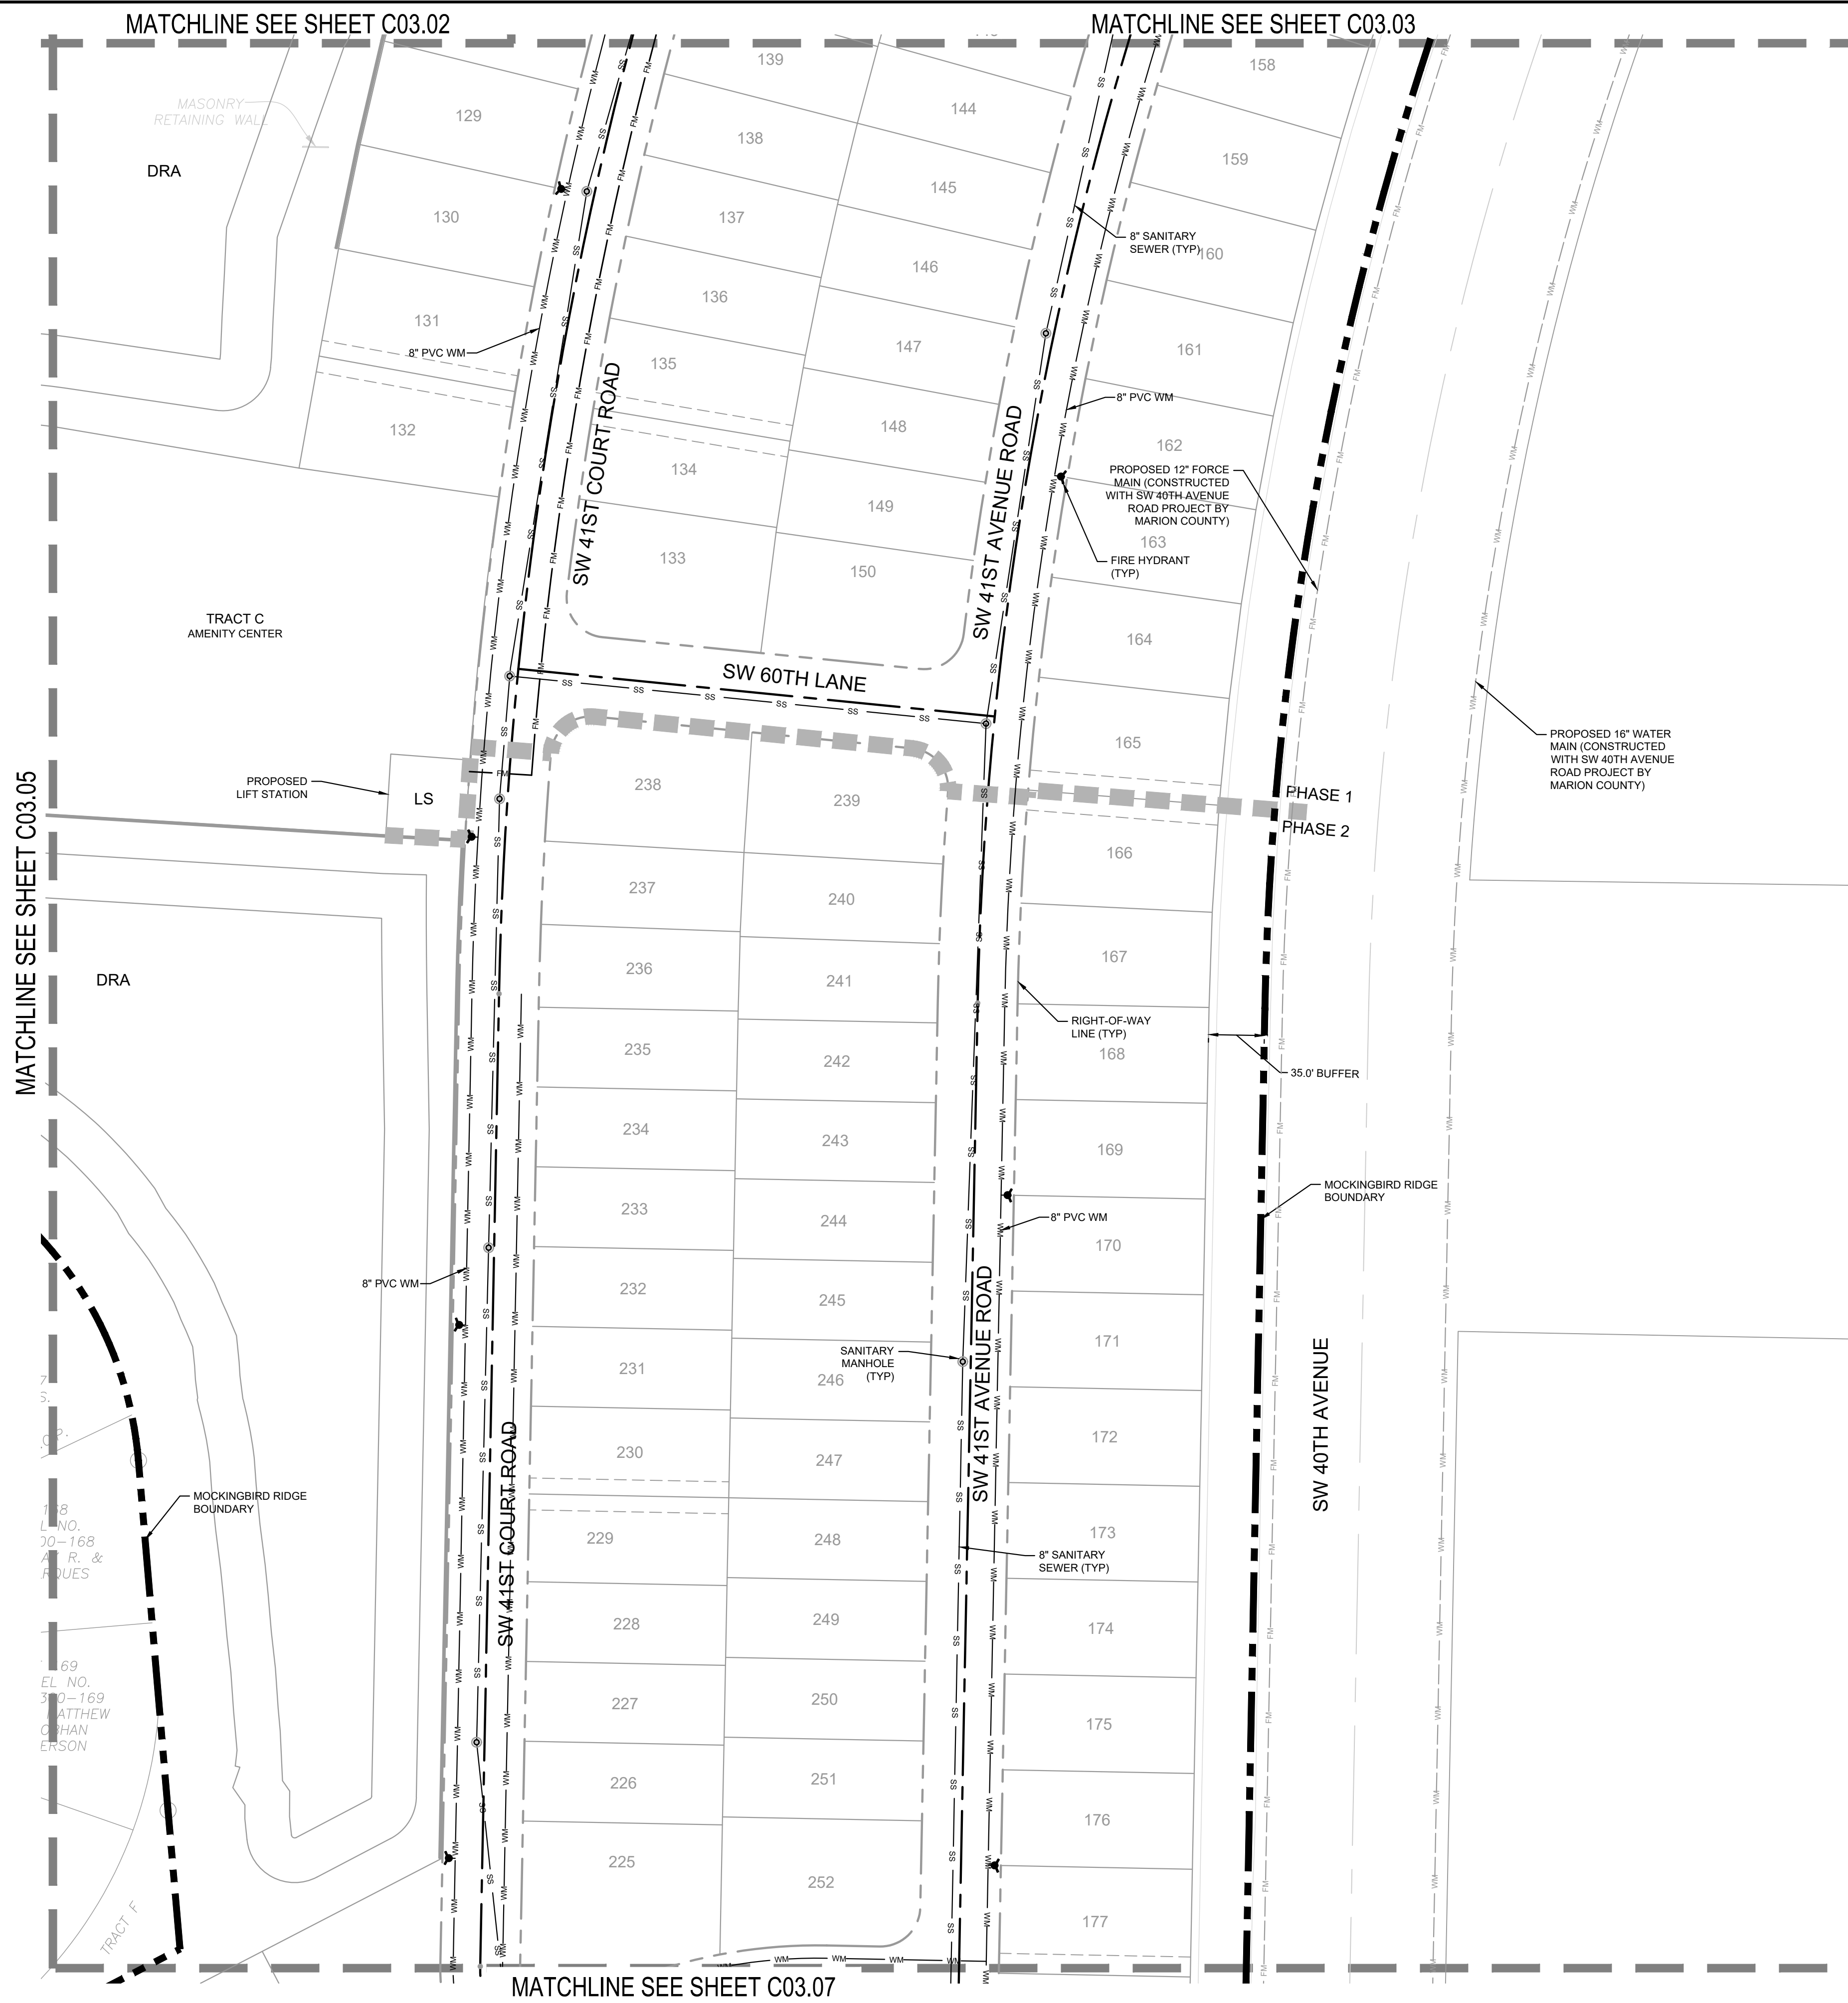 MATCHLINE SEE SHEET C03.02
MATCHLINE SEE SHEET C03.03
MATCHLINE SEE SHEET C03.05
MATCHLINE SEE SHEET C03.07
MASONRY
RETAINING WALL
DRA
129
130
131
132
8" PVC WM
139
138
137
136
135
134
133
144
145
146
147
148
149
150
158
159
160
161
162
163
164
165
8" SANITARY
SEWER (TYP)
8" PVC WM
PROPOSED 12" FORCE
MAIN (CONSTRUCTED
WITH SW 40TH AVENUE
ROAD PROJECT BY
MARION COUNTY)
FIRE HYDRANT
(TYP)
SW 41ST COURT ROAD
SW 41ST AVENUE ROAD
TRACT C
AMENITY CENTER
SW 60TH LANE
PROPOSED
LIFT STATION
LS
PHASE 1
PHASE 2
PROPOSED 16" WATER
MAIN (CONSTRUCTED
WITH SW 40TH AVENUE
ROAD PROJECT BY
MARION COUNTY)
238
237
236
235
234
233
232
231
230
229
228
227
226
225
239
240
241
242
243
244
245
246
247
248
249
250
251
252
166
167
168
169
170
171
172
173
174
175
176
177
DRA
RIGHT-OF-WAY
LINE (TYP)
35.0' BUFFER
MOCKINGBIRD RIDGE
BOUNDARY
8" PVC WM
8" PVC WM
SANITARY
MANHOLE
(TYP)
SW 41ST COURT ROAD
SW 41ST AVENUE ROAD
SW 40TH AVENUE
8" SANITARY
SEWER (TYP)
MOCKINGBIRD RIDGE
BOUNDARY
TRACT F
WM
SS
FM